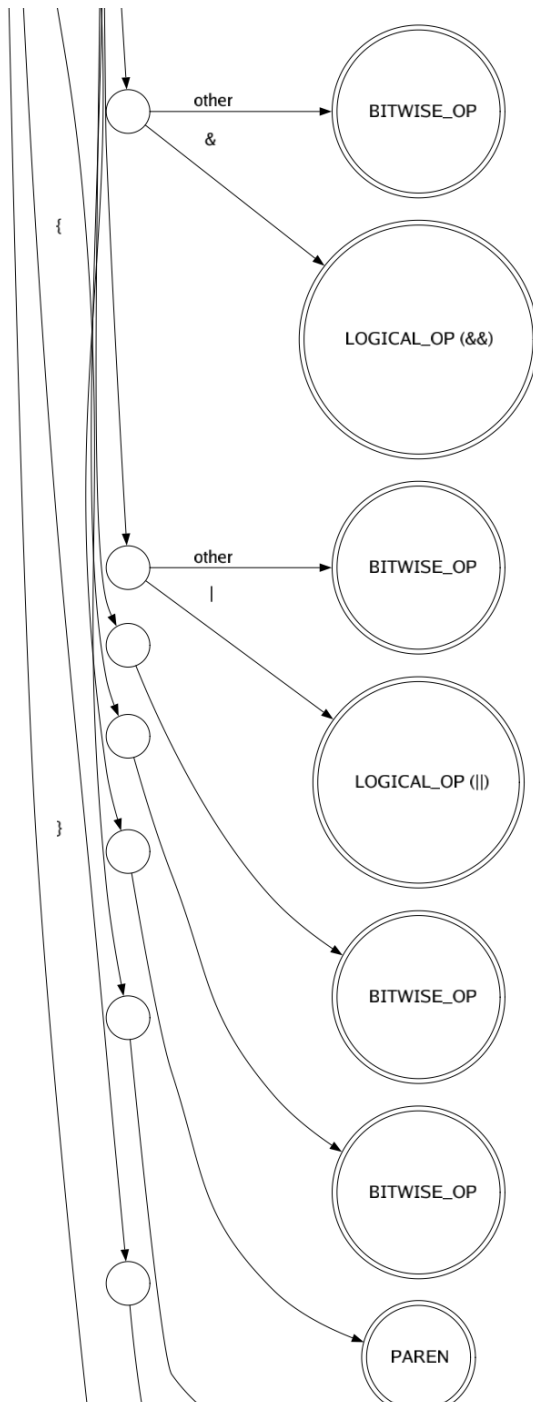 other
BITWISE_OP
&
{
LOGICAL_OP (&&)
other
BITWISE_OP
|
LOGICAL_OP (||)
}
BITWISE_OP
BITWISE_OP
PAREN